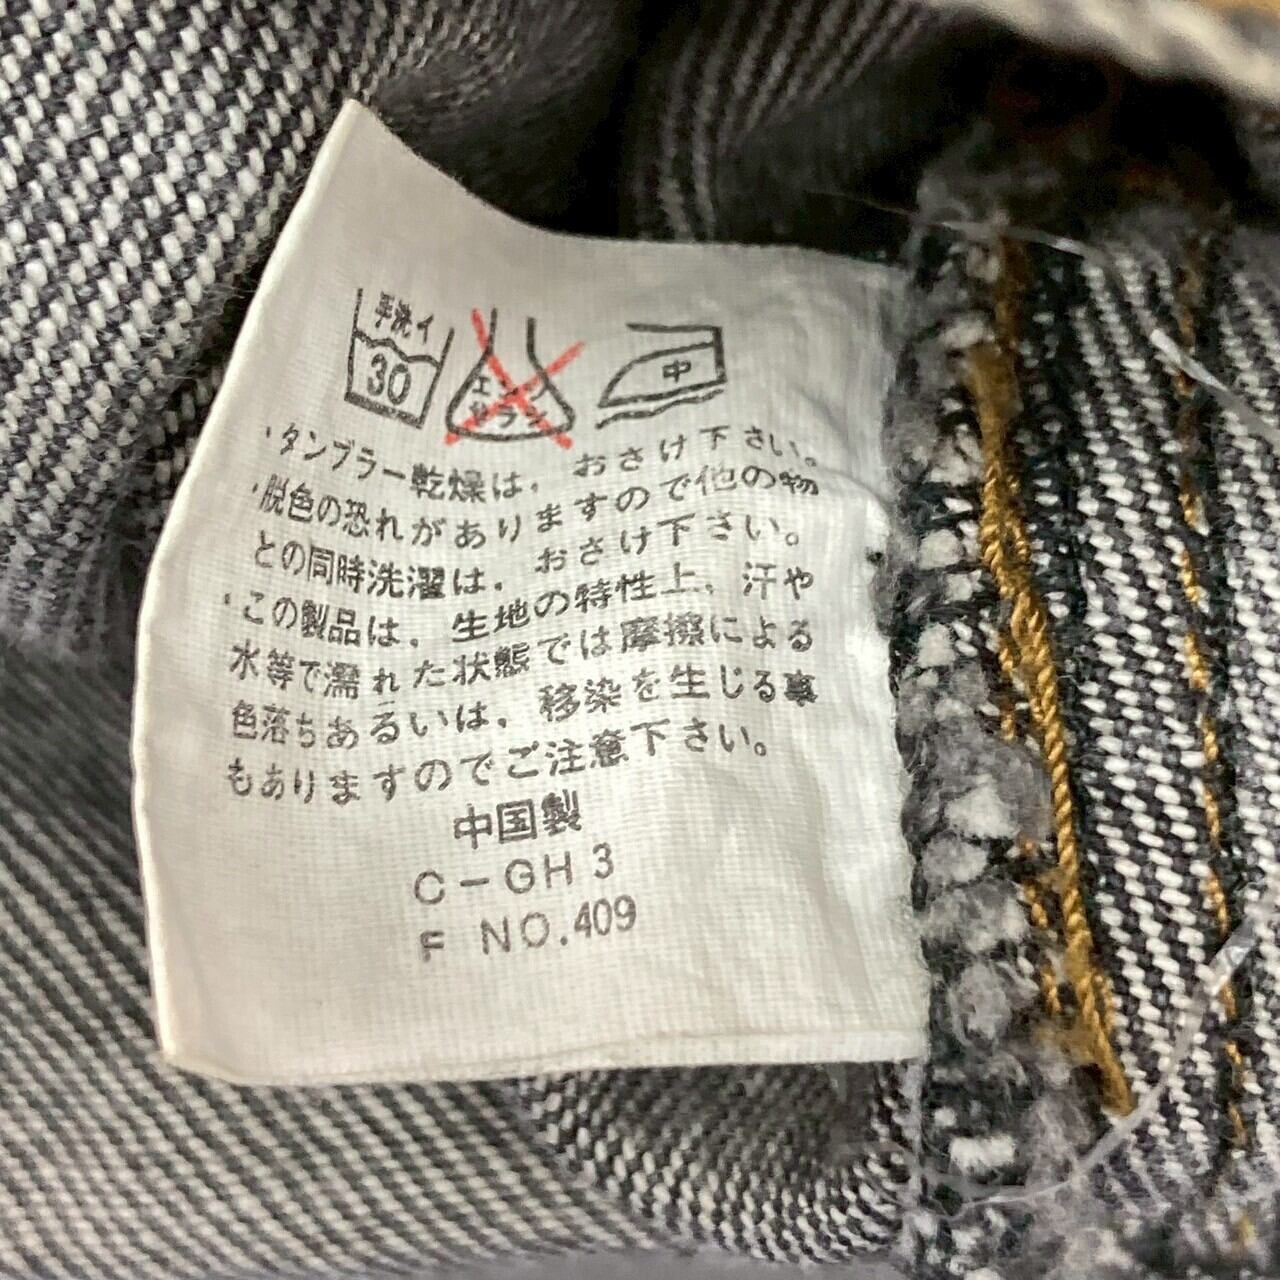 手洗イ
30
エンソ
サラシ
中
・タンブラー乾燥は、おさけ下さい。
・脱色の恐れがありますので他の物
との同時洗濯は、おさけ下さい。
・この製品は、生地の特性上、汗や
水等で濡れた状態では摩擦による
色落ちあるいは、移染を生じる事
もありますのでご注意下さい。
中国製
C-GH3
F NO.409